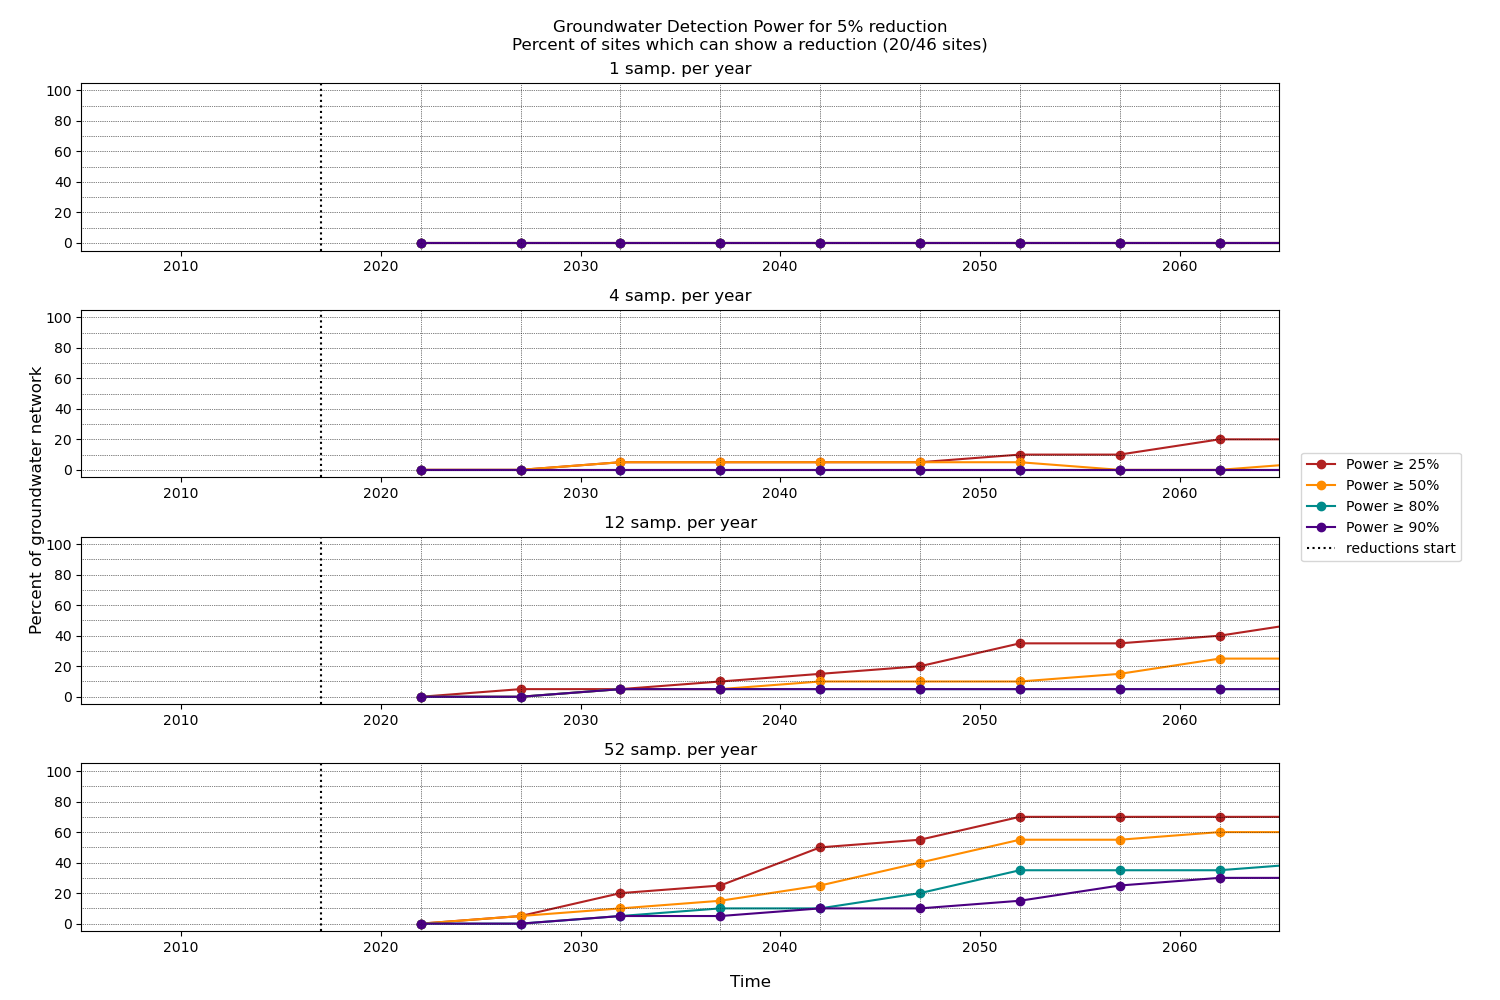 Groundwater Detection Power for 5% reduction
Percent of sites which can show a reduction (20/46 sites)
1 samp. per year
100
80
60
40
20
0
2010 2020 2030 2040 2050 2060
4 samp. per year
100
80
60
40
20
0
2010 2020 2030 2040 2050 2060
12 samp. per year
100
80
60
40
20
0
2010 2020 2030 2040 2050 2060
52 samp. per year
100
80
60
40
20
0
2010 2020 2030 2040 2050 2060
Percent of groundwater network
Time
Power ≥ 25%
Power ≥ 50%
Power ≥ 80%
Power ≥ 90%
reductions start